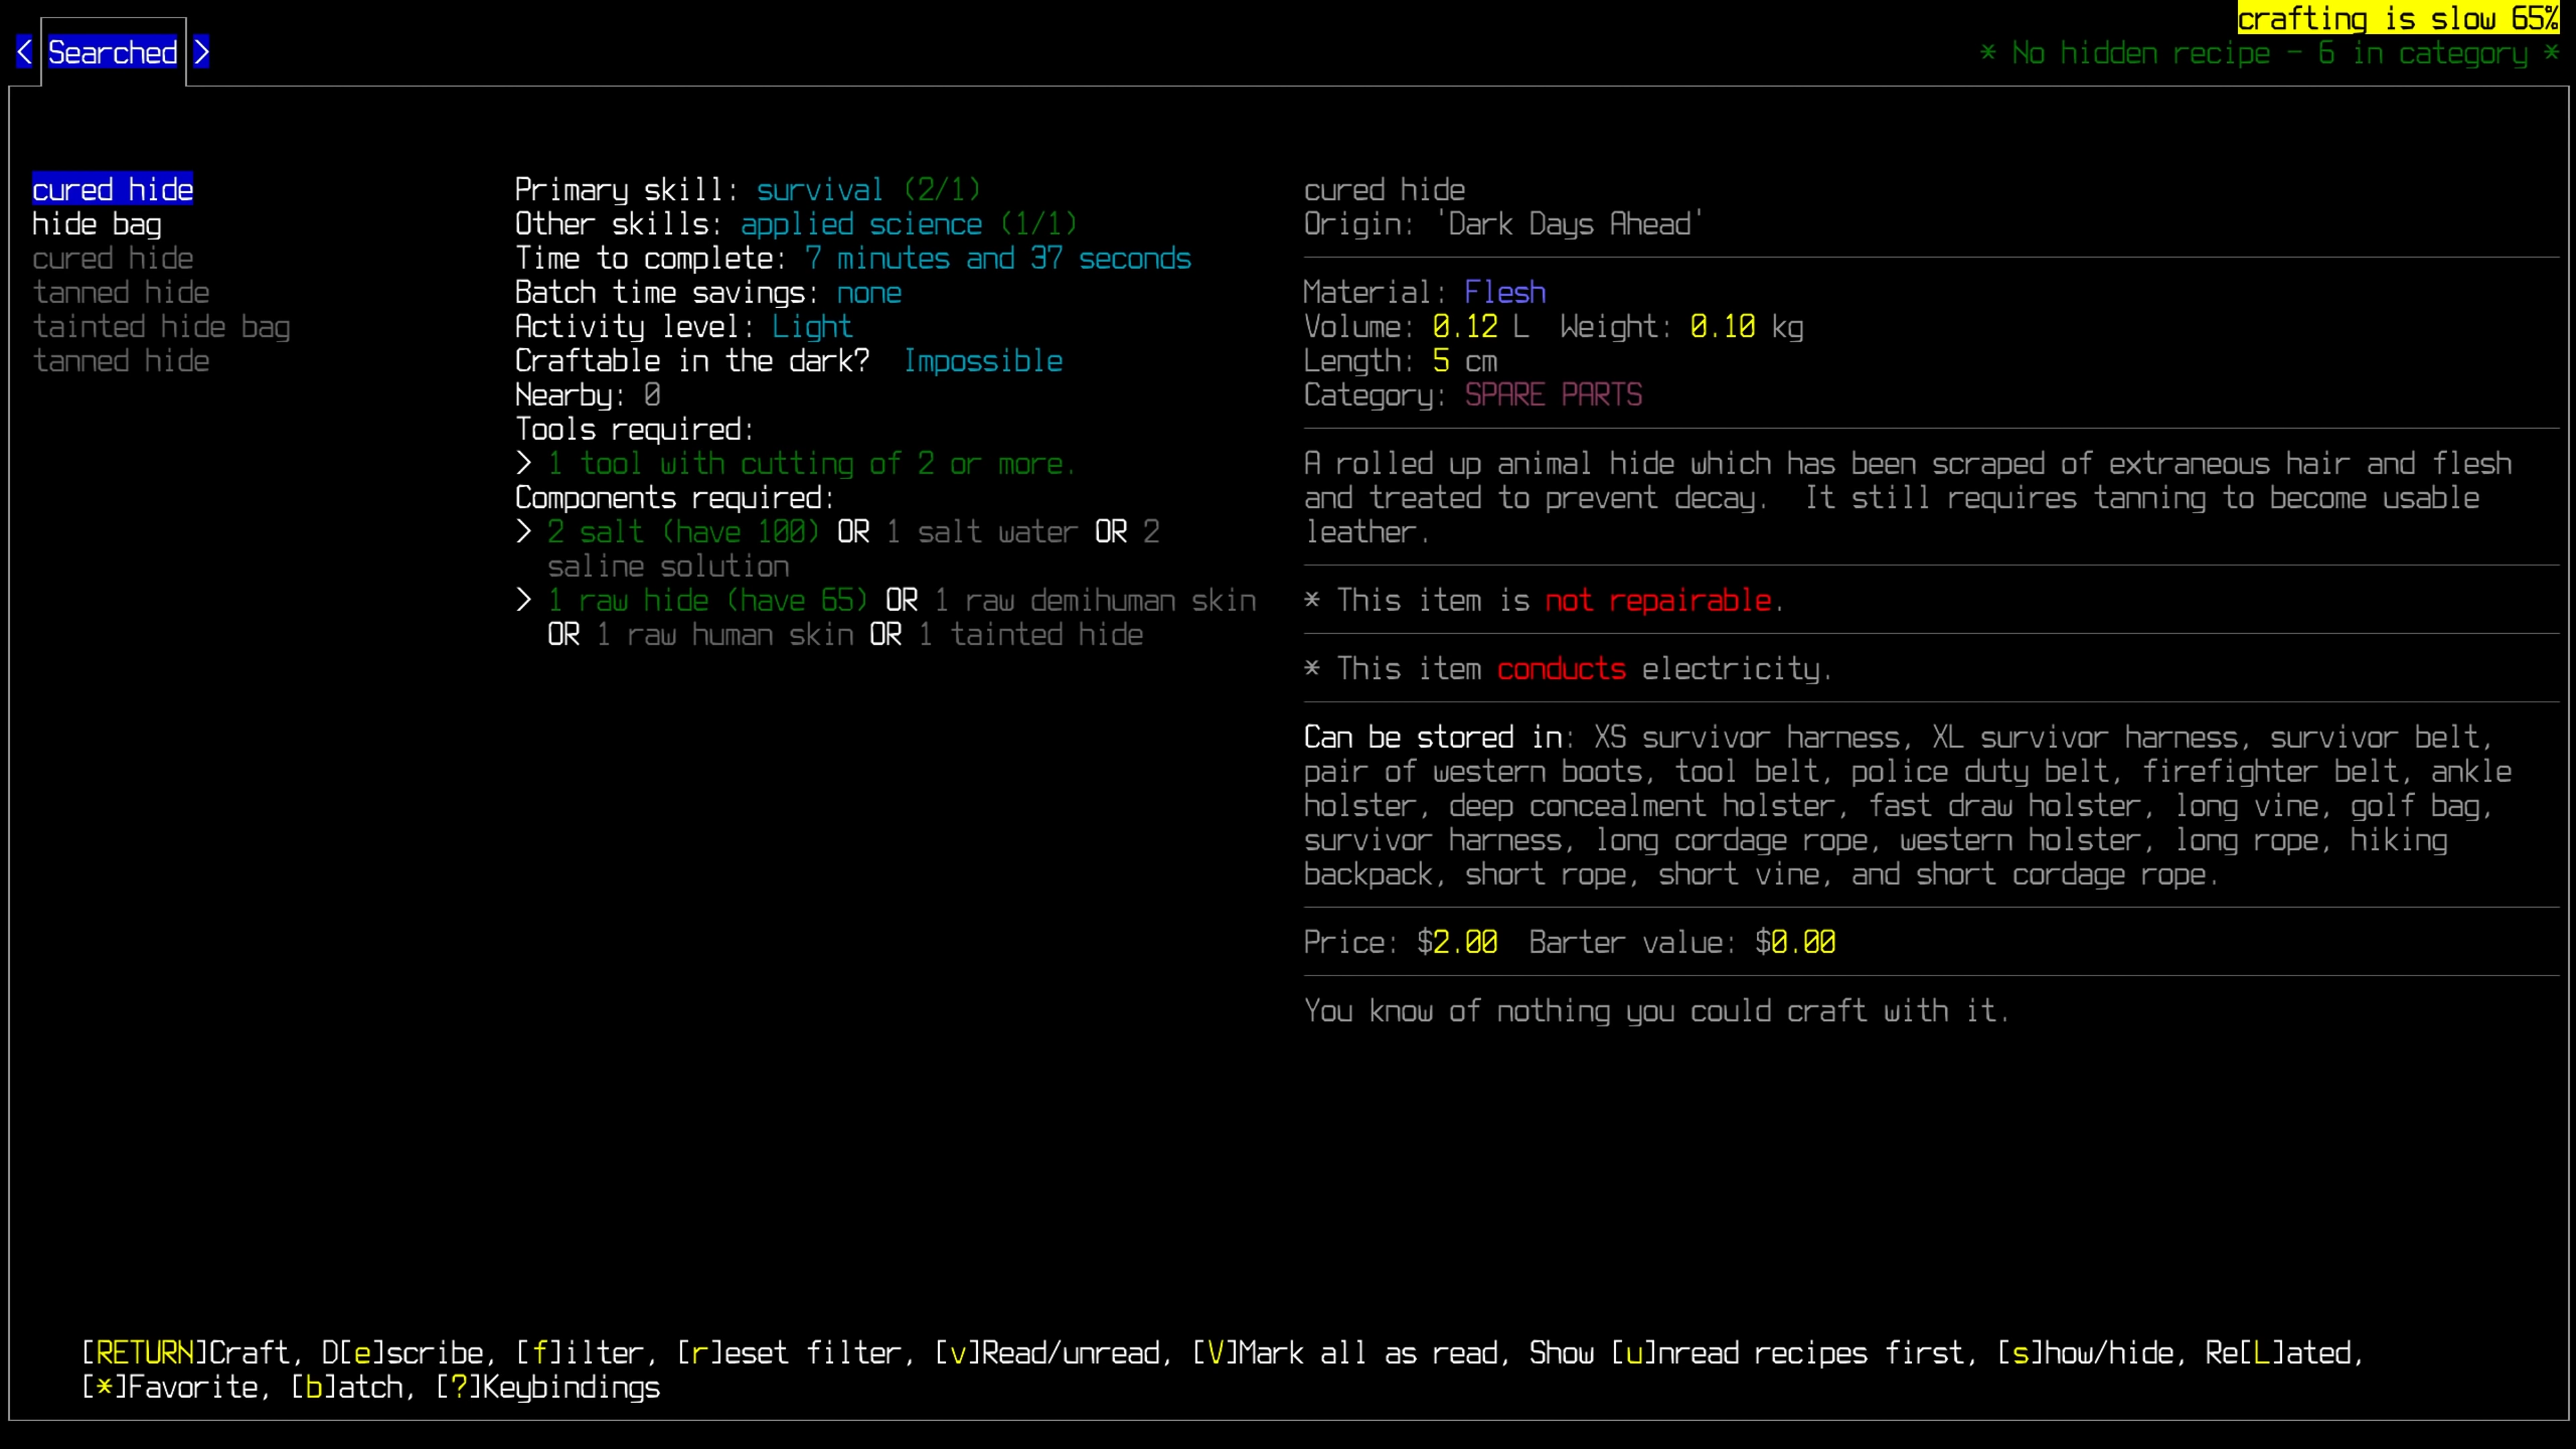 crafting is slow 65%
< Searched >
* No hidden recipe - 6 in category *
cured hide
hide bag
cured hide
tanned hide
tainted hide bag
tanned hide
Primary skill: survival (2/1)
Other skills: applied science (1/1)
Time to complete: 7 minutes and 37 seconds
Batch time savings: none
Activity level: Light
Craftable in the dark?  Impossible
Nearby: 0
Tools required:
> 1 tool with cutting of 2 or more.
Components required:
> 2 salt (have 100) OR 1 salt water OR 2
saline solution
> 1 raw hide (have 65) OR 1 raw demihuman skin
OR 1 raw human skin OR 1 tainted hide
cured hide
Origin: 'Dark Days Ahead'
Material: Flesh
Volume: 0.12 L  Weight: 0.10 kg
Length: 5 cm
Category: SPARE PARTS
A rolled up animal hide which has been scraped of extraneous hair and flesh
and treated to prevent decay.  It still requires tanning to become usable
leather.
* This item is not repairable.
* This item conducts electricity.
Can be stored in: XS survivor harness, XL survivor harness, survivor belt,
pair of western boots, tool belt, police duty belt, firefighter belt, ankle
holster, deep concealment holster, fast draw holster, long vine, golf bag,
survivor harness, long cordage rope, western holster, long rope, hiking
backpack, short rope, short vine, and short cordage rope.
Price: $2.00  Barter value: $0.00
You know of nothing you could craft with it.
[RETURN]Craft, D[e]scribe, [f]ilter, [r]eset filter, [v]Read/unread, [V]Mark all as read, Show [u]nread recipes first, [s]how/hide, Re[L]ated,
[*]Favorite, [b]atch, [?]Keybindings